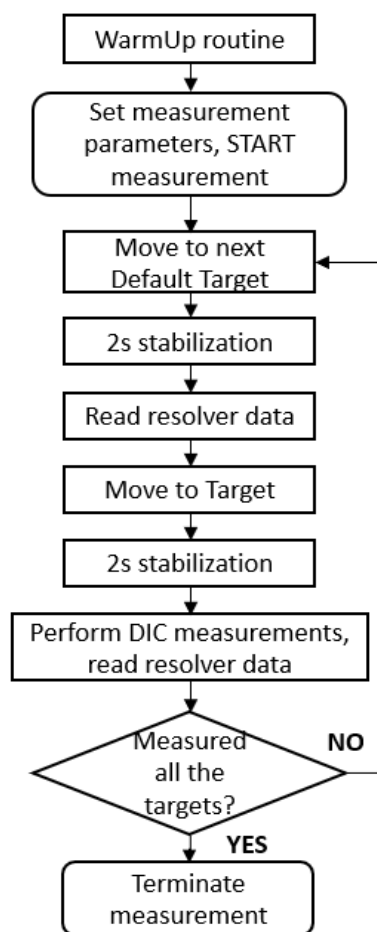 WarmUp routine
Set measurement
parameters, START
measurement
Move to next
Default Target
2s stabilization
Read resolver data
Move to Target
2s stabilization
Perform DIC measurements,
read resolver data
Measured
all the
targets?
NO
YES
Terminate
measurement